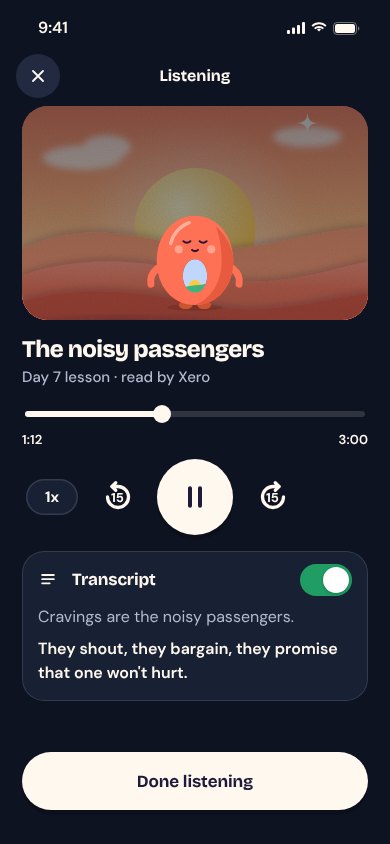 9:41
Listening
The noisy passengers
Day 7 lesson · read by Xero
1:12
3:00
1x
15
15
Transcript
Cravings are the noisy passengers.
They shout, they bargain, they promise
that one won't hurt.
Done listening